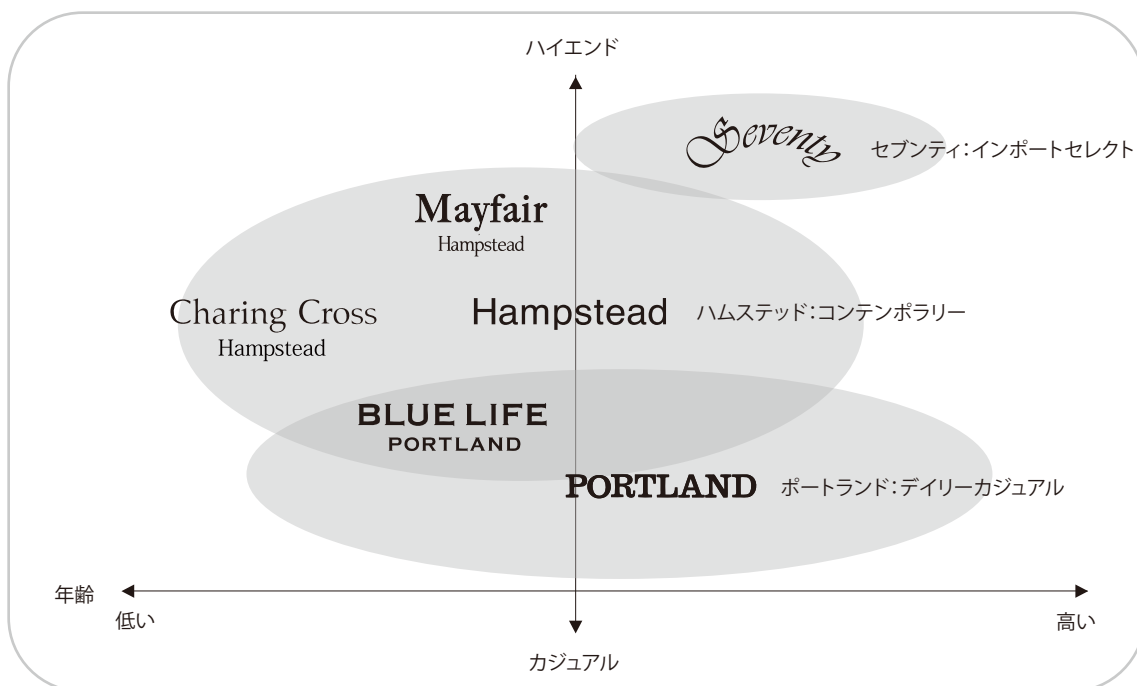 ハイエンド
Seventy
セブンティ：インポートセレクト
Mayfair
Hampstead
Charing Cross
Hampstead
Hampstead
ハムステッド：コンテンポラリー
BLUE LIFE
PORTLAND
PORTLAND
ポートランド：デイリーカジュアル
年齢
低い
高い
カジュアル